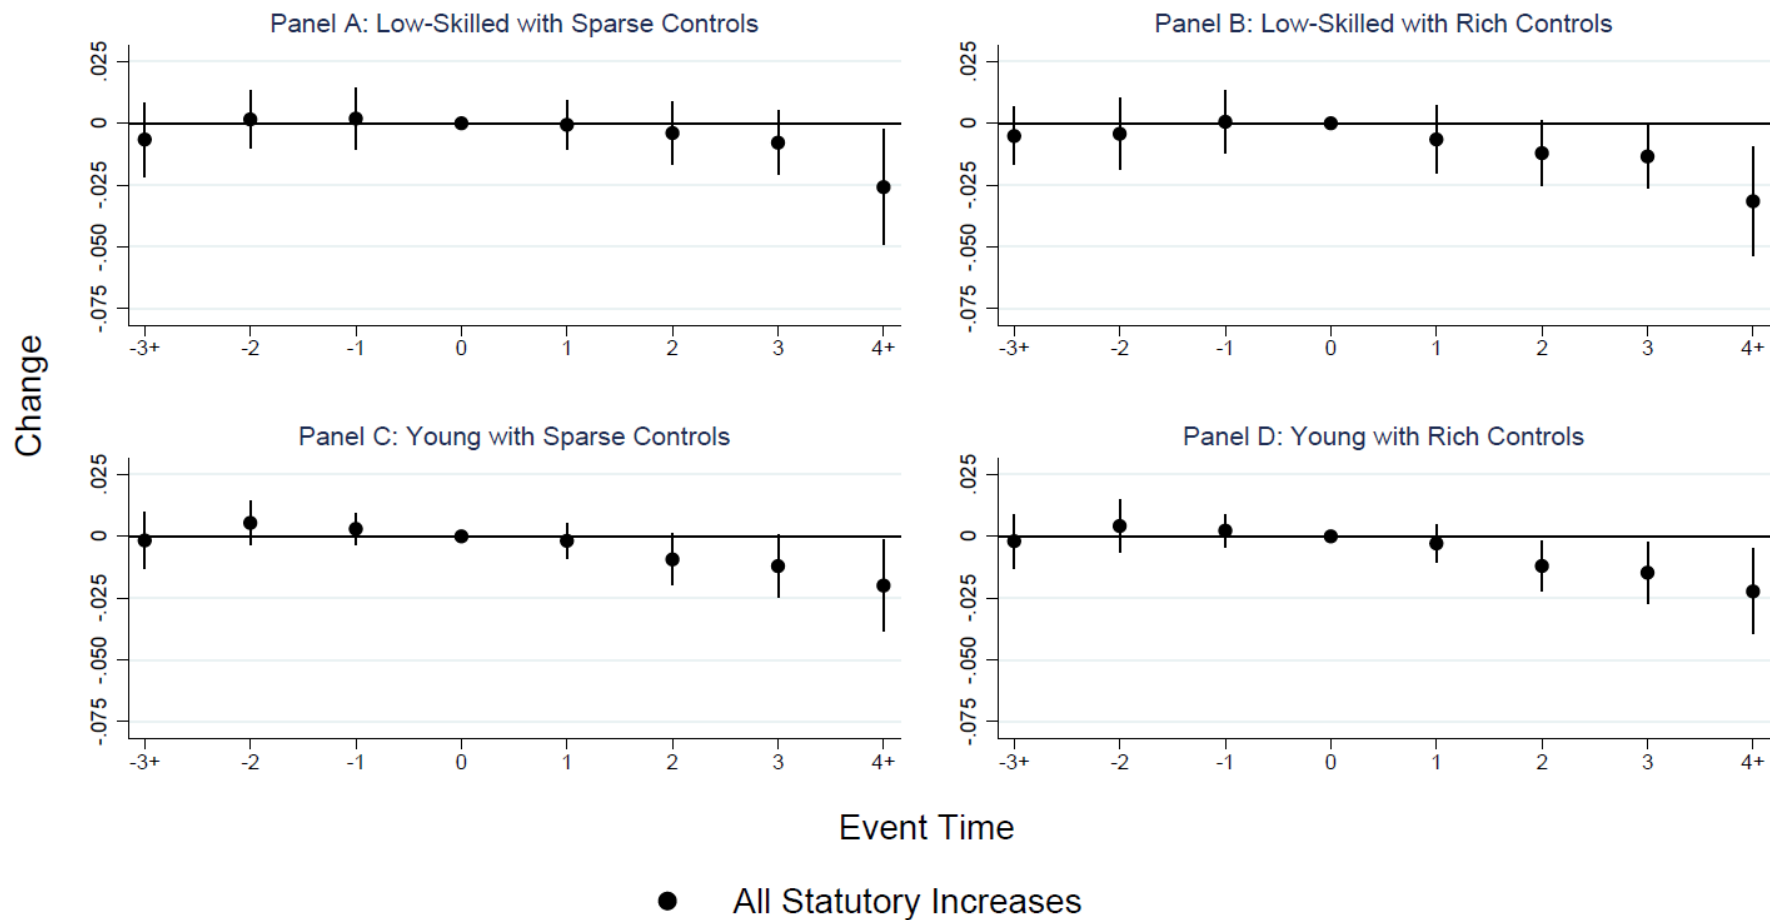 Panel A: Low-Skilled with Sparse Controls
.025
0
-.025
-.050
-.075
-3+ -2 -1 0 1 2 3 4+
Panel B: Low-Skilled with Rich Controls
.025
0
-.025
-.050
-.075
-3+ -2 -1 0 1 2 3 4+
Change
Panel C: Young with Sparse Controls
.025
0
-.025
-.050
-.075
-3+ -2 -1 0 1 2 3 4+
Panel D: Young with Rich Controls
.025
0
-.025
-.050
-.075
-3+ -2 -1 0 1 2 3 4+
Event Time
All Statutory Increases